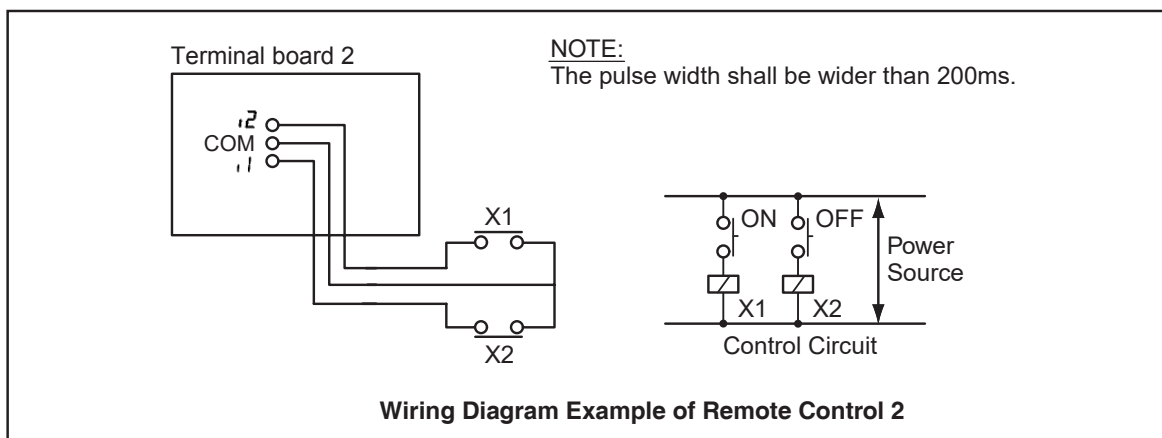 Terminal board 2
NOTE:
The pulse width shall be wider than 200ms.
i2
COM
i1
X1
X2
ON
OFF
Power
Source
X1
X2
Control Circuit
Wiring Diagram Example of Remote Control 2